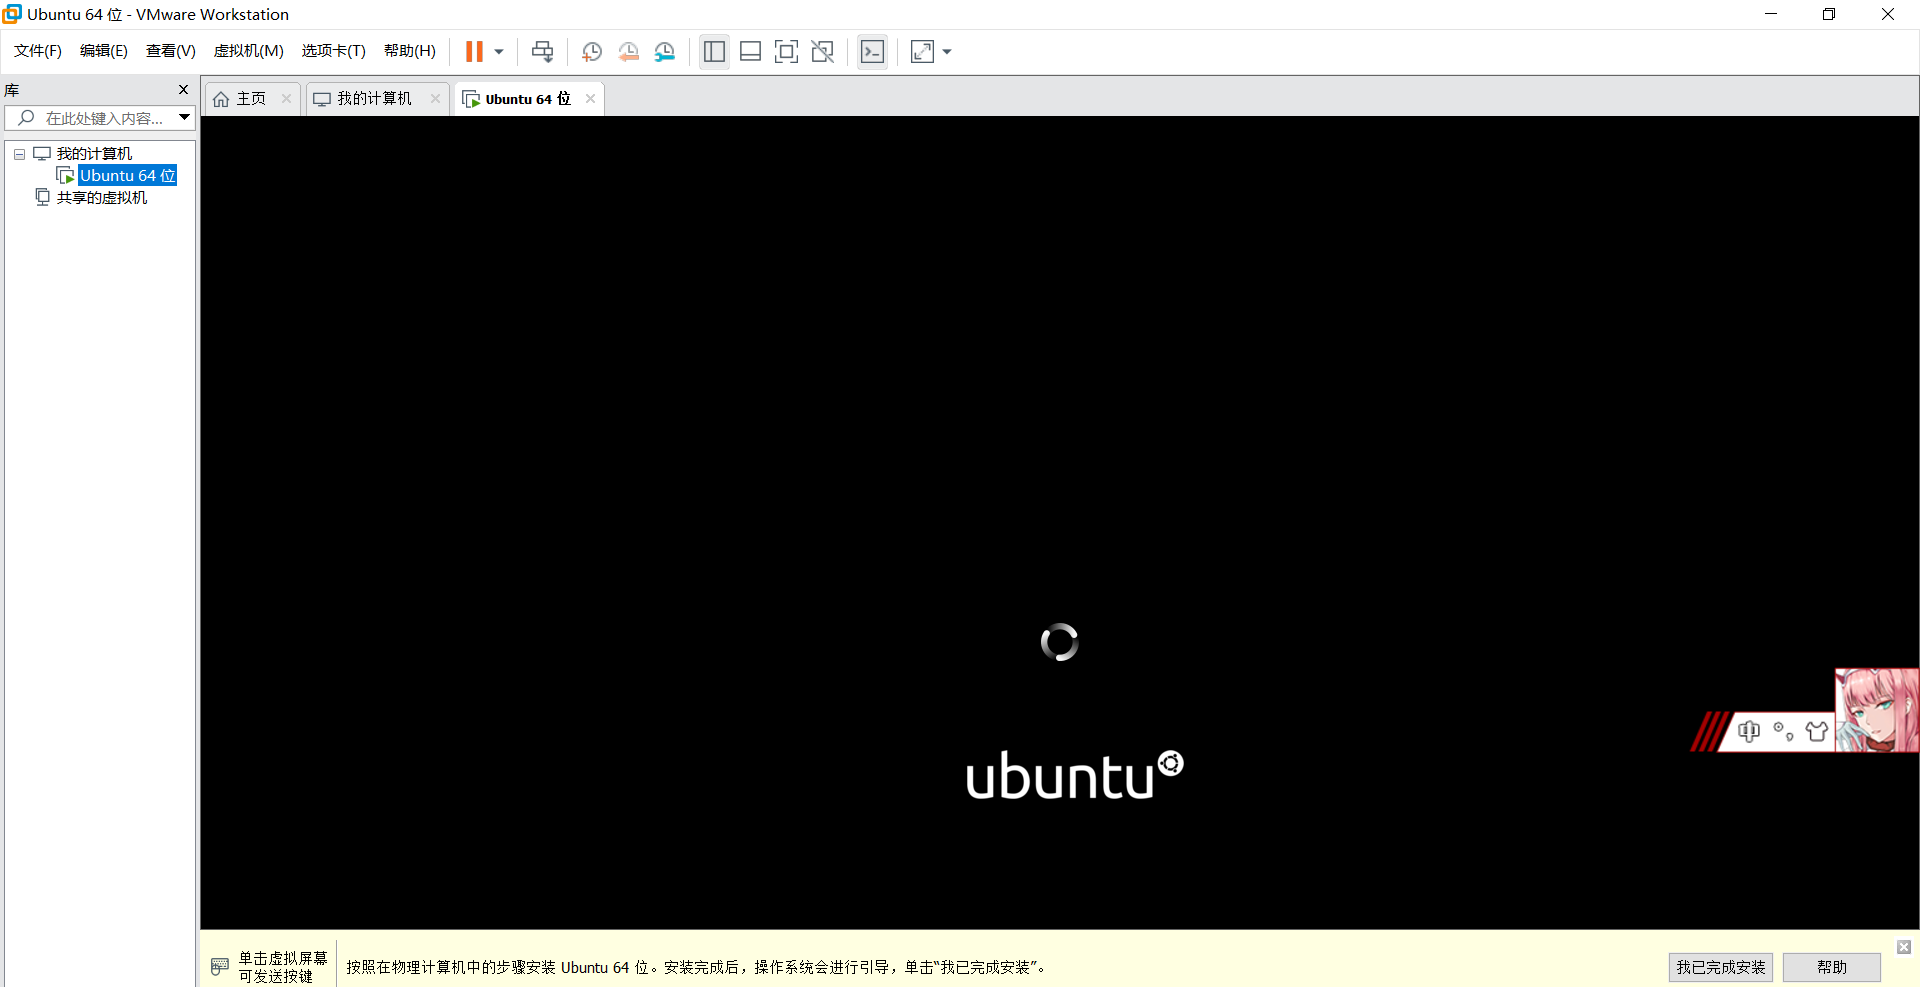 Ubuntu 64 位 - VMware Workstation
文件(F) 编辑(E) 查看(V) 虚拟机(M) 选项卡(T) 帮助(H)
库
主页 我的计算机 Ubuntu 64 位
在此处键入内容...
我的计算机
Ubuntu 64 位
共享的虚拟机
中
ubuntu
单击虚拟屏幕
可发送按键
按照在物理计算机中的步骤安装 Ubuntu 64 位。安装完成后，操作系统会进行引导，单击“我已完成安装”。
我已完成安装 帮助